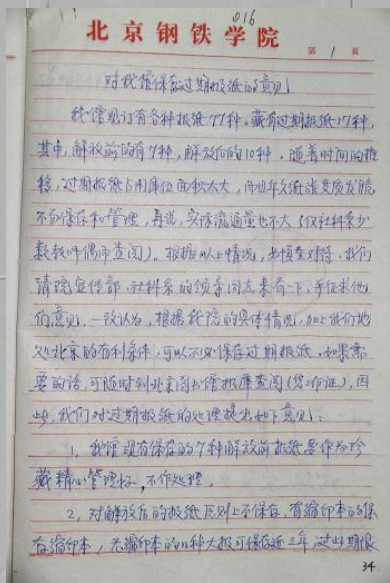 016
北京钢铁学院
第 1 页
对我馆保存过期报纸的意见
我馆现订有各种报纸77种。藏有过期报纸17种,
其中,解放前的有7种,解放后的10种。随着时间的推
移,过期报纸占用库位面积太大,而且年久纸张变质发脆
不宜保存和管理,再说,实际流通量也不大(仅社科系少
数教师偶而查阅)。根据以上情况,为慎重对待,我们
请院宣传部、社科系的领导同志来看一下,并征求他
们意见,一致认为,根据我院的具体情况,加上我们地
处北京的有利条件,可以不必保存过期报纸。如果需
要的话,可随时到北京图书馆报库查阅(凭工作证),因
此,我们对过期报纸的处理提出如下意见:
1、我馆现有保存的7种解放前报纸要作为珍
藏精心管理好,不作处理。
2、对解放后的报纸原则上不保存,有缩印本的保
存缩印本,无缩印本的几种大报可保存近三年,过此期限
34